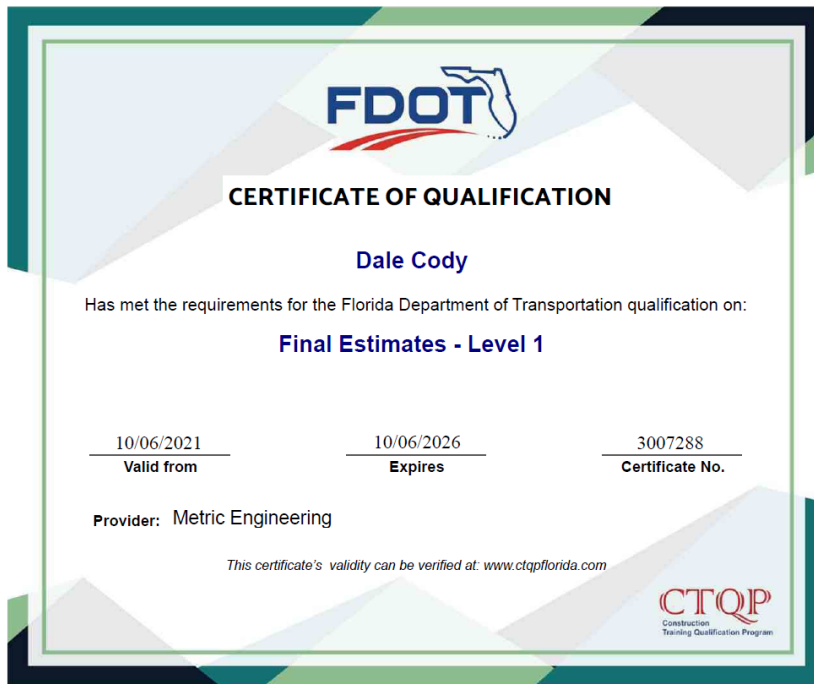 FDOT
CERTIFICATE OF QUALIFICATION
Dale Cody
Has met the requirements for the Florida Department of Transportation qualification on:
Final Estimates - Level 1
10/06/2021 10/06/2026 3007288
Valid from Expires Certificate No.
Provider: Metric Engineering
This certificate's validity can be verified at: www.ctqpflorida.com
CTQP
Construction
Training Qualification Program